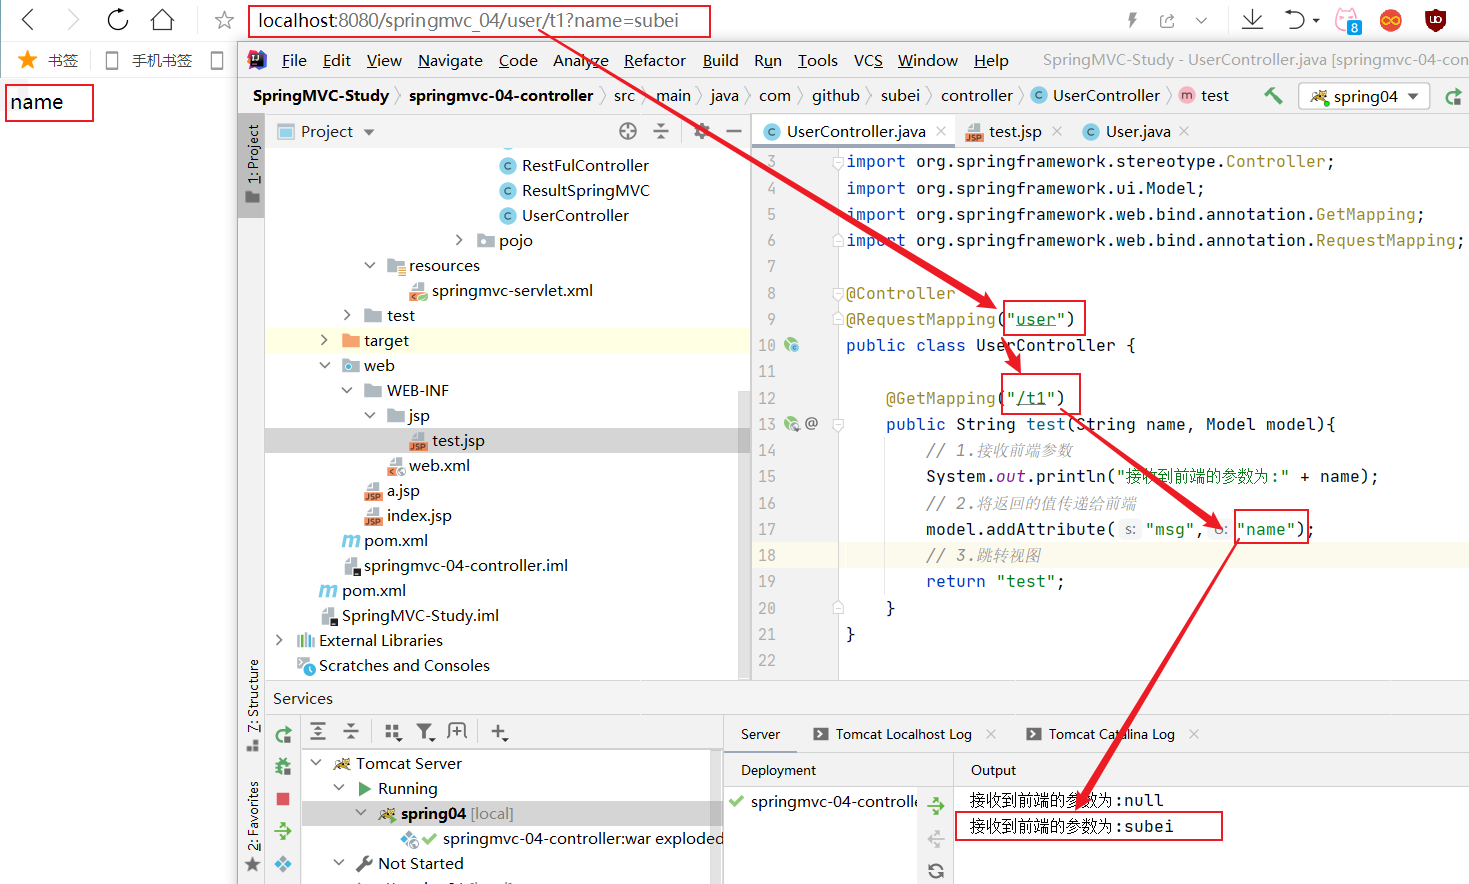 localhost:8080/springmvc_04/user/t1?name=subei
8
书签
手机书签
name
File Edit View Navigate Code Analyze Refactor Build Run Tools VCS Window Help
SpringMVC-Study - UserController.java [springmvc-04-con
SpringMVC-Study springmvc-04-controller src main java com github subei controller UserController test
spring04
1: Project
Project
RestFulController
ResultSpringMVC
UserController
pojo
resources
springmvc-servlet.xml
test
target
web
WEB-INF
jsp
test.jsp
web.xml
a.jsp
index.jsp
pom.xml
springmvc-04-controller.iml
pom.xml
SpringMVC-Study.iml
External Libraries
Scratches and Consoles
UserController.java test.jsp User.java
3 import org.springframework.stereotype.Controller;
4 import org.springframework.ui.Model;
5 import org.springframework.web.bind.annotation.GetMapping;
6 import org.springframework.web.bind.annotation.RequestMapping;
7
8 @Controller
9 @RequestMapping("user")
10 public class UserController {
11
12 @GetMapping("/t1")
13 @ public String test(String name, Model model){
14 // 1.接收前端参数
15 System.out.println("接收到前端的参数为:" + name);
16 // 2.将返回的值传递给前端
17 model.addAttribute( s: "msg", o: "name");
18 // 3.跳转视图
19 return "test";
20 }
21 }
22
7: Structure
2: Favorites
Services
Tomcat Server
Running
spring04 [local]
springmvc-04-controller:war exploded
Not Started
Server Tomcat Localhost Log Tomcat Catalina Log
Deployment
springmvc-04-controlle
Output
接收到前端的参数为:null
接收到前端的参数为:subei